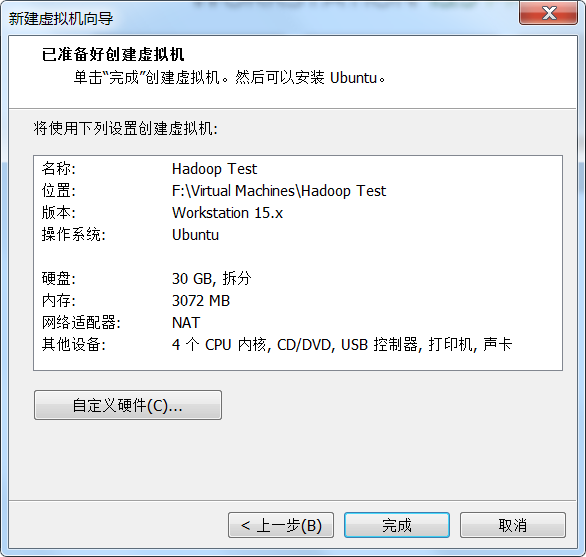 新建虚拟机向导
已准备好创建虚拟机
单击“完成”创建虚拟机。然后可以安装 Ubuntu。
将使用下列设置创建虚拟机:
名称: Hadoop Test
位置: F:\Virtual Machines\Hadoop Test
版本: Workstation 15.x
操作系统: Ubuntu
硬盘: 30 GB, 拆分
内存: 3072 MB
网络适配器: NAT
其他设备: 4 个 CPU 内核, CD/DVD, USB 控制器, 打印机, 声卡
自定义硬件(C)...
< 上一步(B) 完成 取消